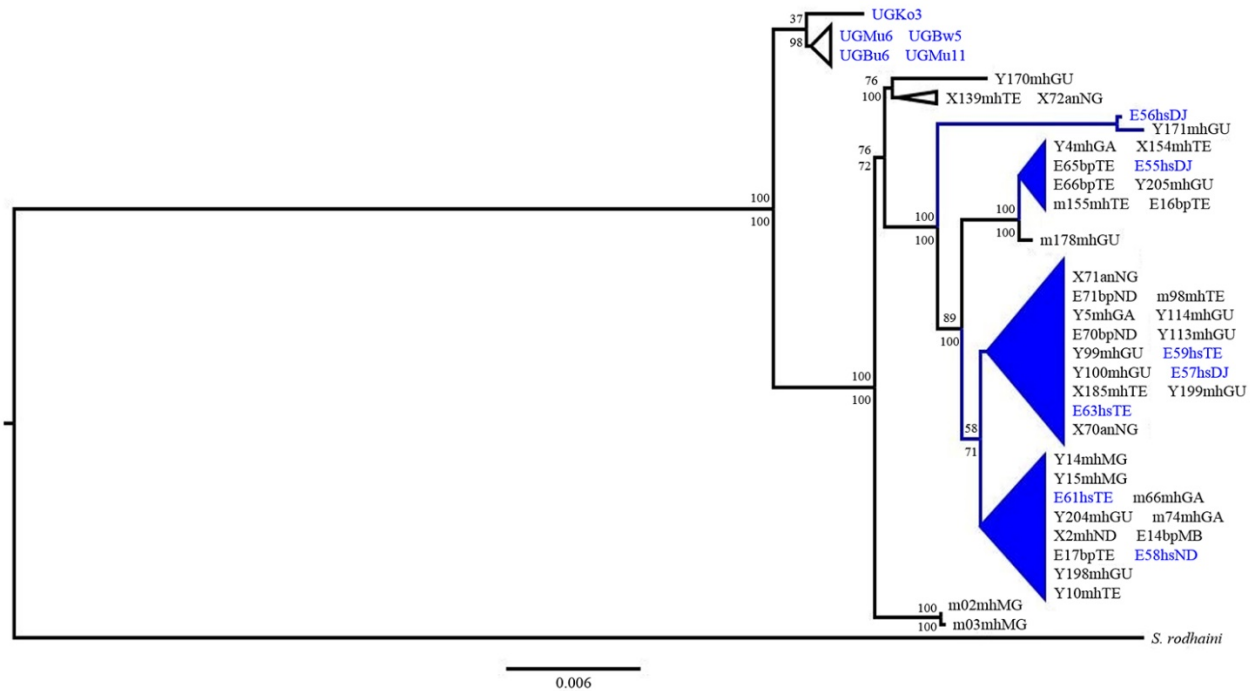 UGKo3
37
UGMu6 UGBw5
98
UGBu6 UGMu11
76
Y170mhGU
100
X139mhTE X72anNG
E56hsDJ
Y171mhGU
Y4mhGA X154mhTE
76
72
E65bpTE E55hsDJ
E66bpTE Y205mhGU
100
100
m155mhTE E16bpTE
100
100
100
100
m178mhGU
X71anNG
E71bpND m98mhTE
Y5mhGA Y114mhGU
89
E70bpND Y113mhGU
100
Y99mhGU E59hsTE
Y100mhGU E57hsDJ
100
100
X185mhTE Y199mhGU
E63hsTE
58
X70anNG
71
Y14mhMG
Y15mhMG
E61hsTE m66mhGA
Y204mhGU m74mhGA
X2mhND E14bpMB
E17bpTE E58hsND
Y198mhGU
Y10mhTE
100
m02mhMG
100
m03mhMG
S. rodhaini
0.006